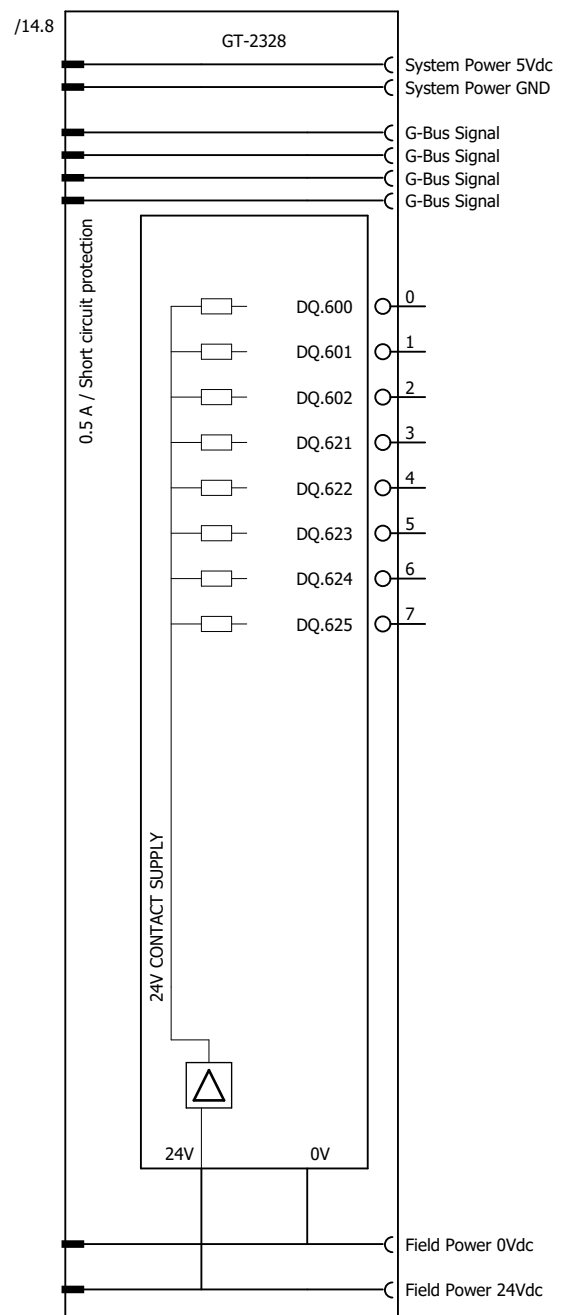 /14.8
GT-2328
System Power 5Vdc
System Power GND
G-Bus Signal
G-Bus Signal
G-Bus Signal
G-Bus Signal
0.5 A / Short circuit protection
DQ.600 0
DQ.601 1
DQ.602 2
DQ.621 3
DQ.622 4
DQ.623 5
DQ.624 6
DQ.625 7
24V CONTACT SUPPLY
24V 0V
Field Power 0Vdc
Field Power 24Vdc